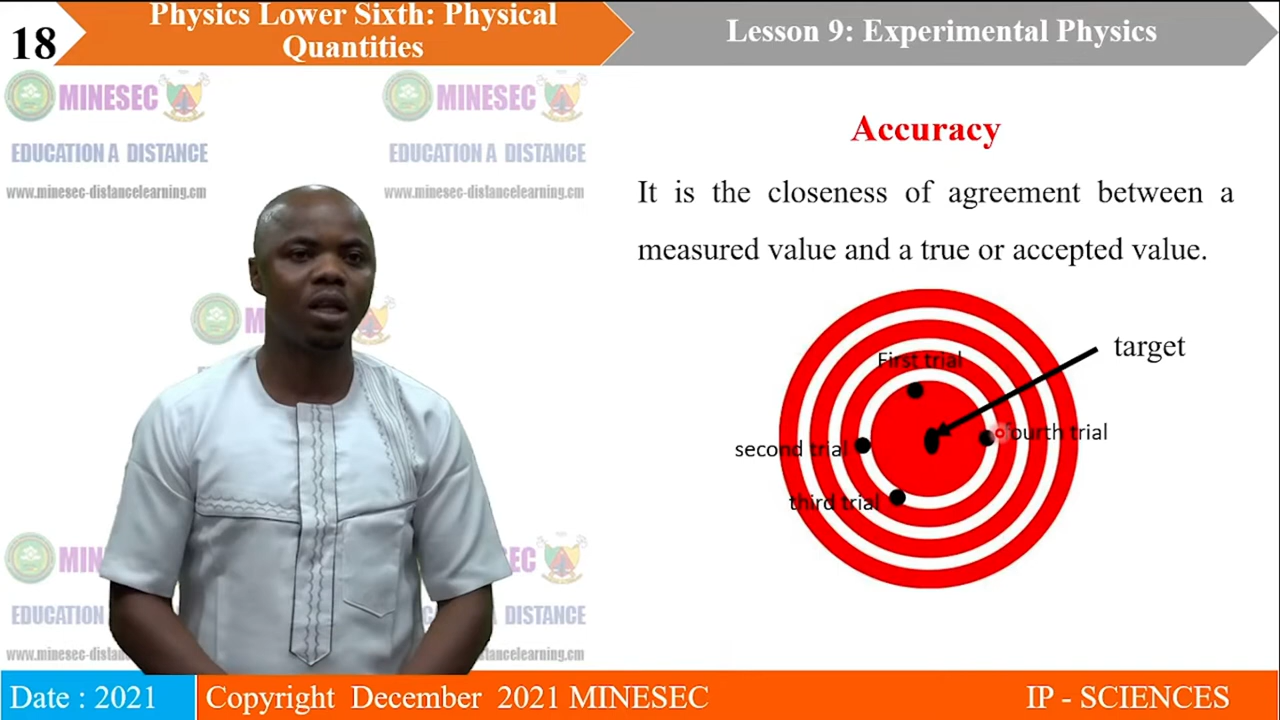 18
Physics Lower Sixth: Physical
Quantities
Lesson 9: Experimental Physics
MINESEC
EDUCATION A DISTANCE
www.minesec-distancelearning.cm
MINESEC
EDUCATION A DISTANCE
www.minesec-distancelearning.cm
Accuracy
It is the closeness of agreement between a
measured value and a true or accepted value.
target
First trial
fourth trial
second trial
third trial
EDUCATION
DISTANCE
Date : 2021
Copyright December 2021 MINESEC
IP - SCIENCES